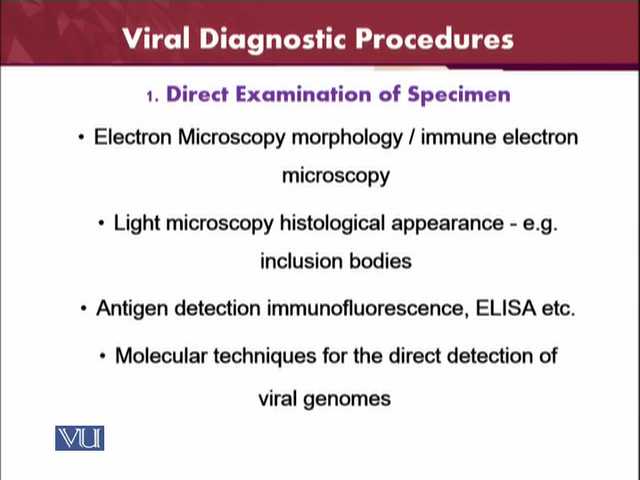 Viral Diagnostic Procedures
1. Direct Examination of Specimen
• Electron Microscopy morphology / immune electron
microscopy
• Light microscopy histological appearance - e.g.
inclusion bodies
• Antigen detection immunofluorescence, ELISA etc.
• Molecular techniques for the direct detection of
viral genomes
VU